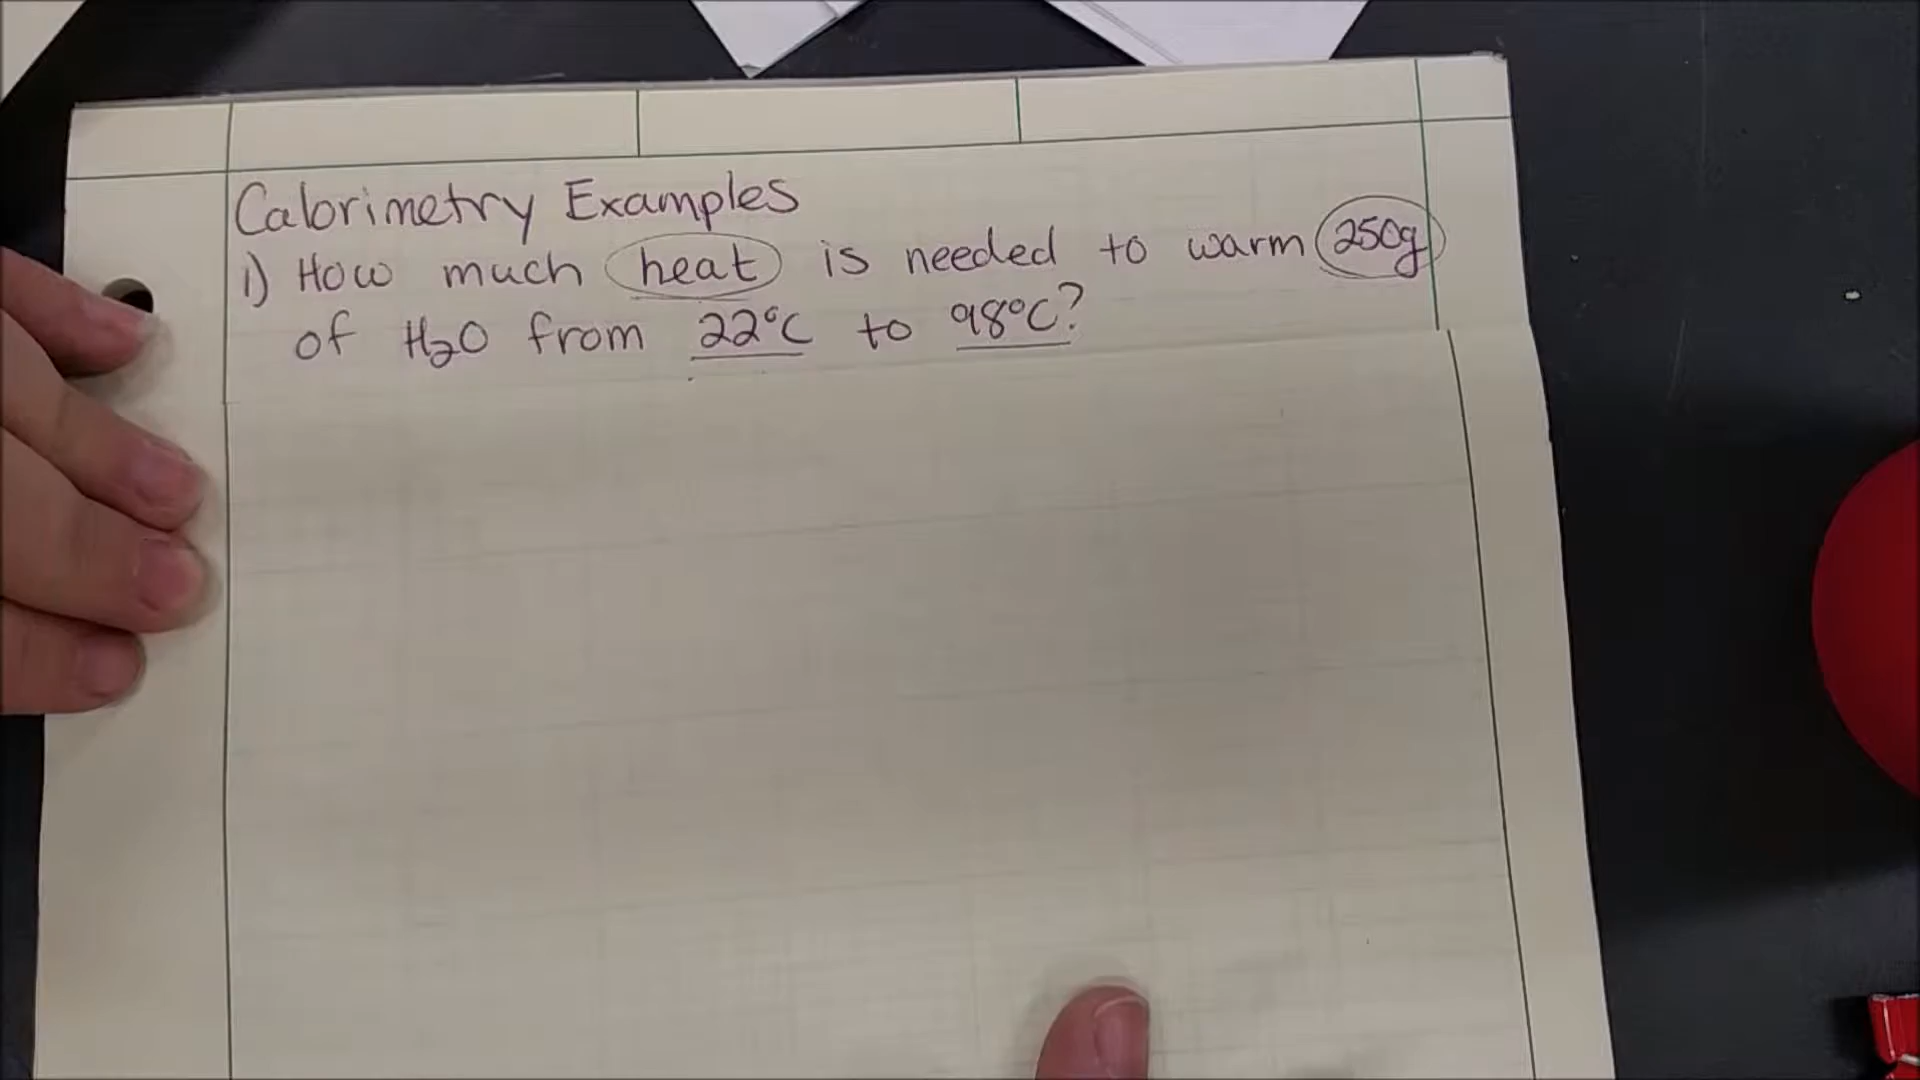 Calorimetry Examples
1) How much heat is needed to warm 250g
of H₂O from 22°C to 98°C?